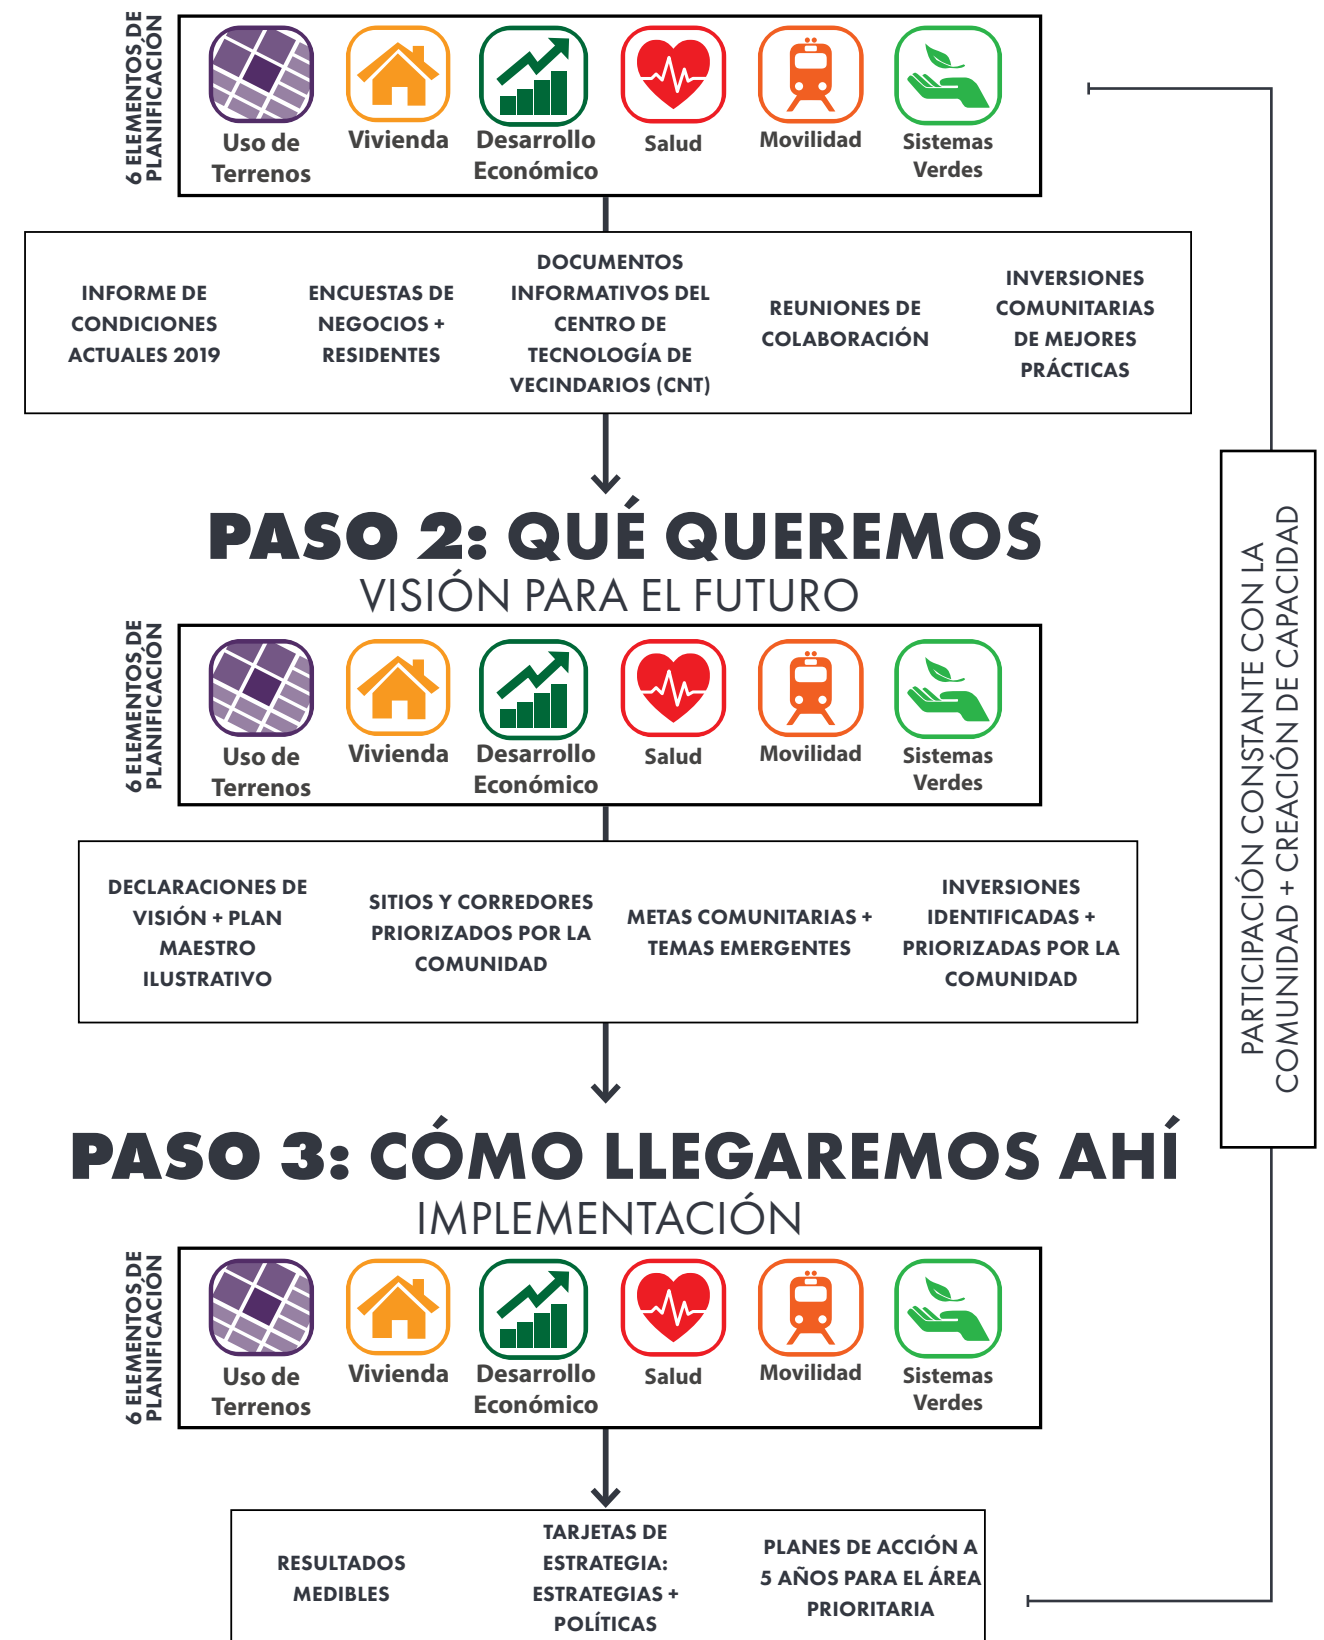 6 ELEMENTOS DE
PLANIFICACIÓN
Uso de
Terrenos
Vivienda
Desarrollo
Económico
Salud
Movilidad
Sistemas
Verdes
INFORME DE
CONDICIONES
ACTUALES 2019
ENCUESTAS DE
NEGOCIOS +
RESIDENTES
DOCUMENTOS
INFORMATIVOS DEL
CENTRO DE
TECNOLOGÍA DE
VECINDARIOS (CNT)
REUNIONES DE
COLABORACIÓN
INVERSIONES
COMUNITARIAS
DE MEJORES
PRÁCTICAS
PASO 2: QUÉ QUEREMOS
VISIÓN PARA EL FUTURO
6 ELEMENTOS DE
PLANIFICACIÓN
Uso de
Terrenos
Vivienda
Desarrollo
Económico
Salud
Movilidad
Sistemas
Verdes
DECLARACIONES DE
VISIÓN + PLAN
MAESTRO
ILUSTRATIVO
SITIOS Y CORREDORES
PRIORIZADOS POR LA
COMUNIDAD
METAS COMUNITARIAS +
TEMAS EMERGENTES
INVERSIONES
IDENTIFICADAS +
PRIORIZADAS POR LA
COMUNIDAD
PASO 3: CÓMO LLEGAREMOS AHÍ
IMPLEMENTACIÓN
6 ELEMENTOS DE
PLANIFICACIÓN
Uso de
Terrenos
Vivienda
Desarrollo
Económico
Salud
Movilidad
Sistemas
Verdes
RESULTADOS
MEDIBLES
TARJETAS DE
ESTRATEGIA:
ESTRATEGIAS +
POLÍTICAS
PLANES DE ACCIÓN A
5 AÑOS PARA EL ÁREA
PRIORITARIA
PARTICIPACIÓN CONSTANTE CON LA
COMUNIDAD + CREACIÓN DE CAPACIDAD